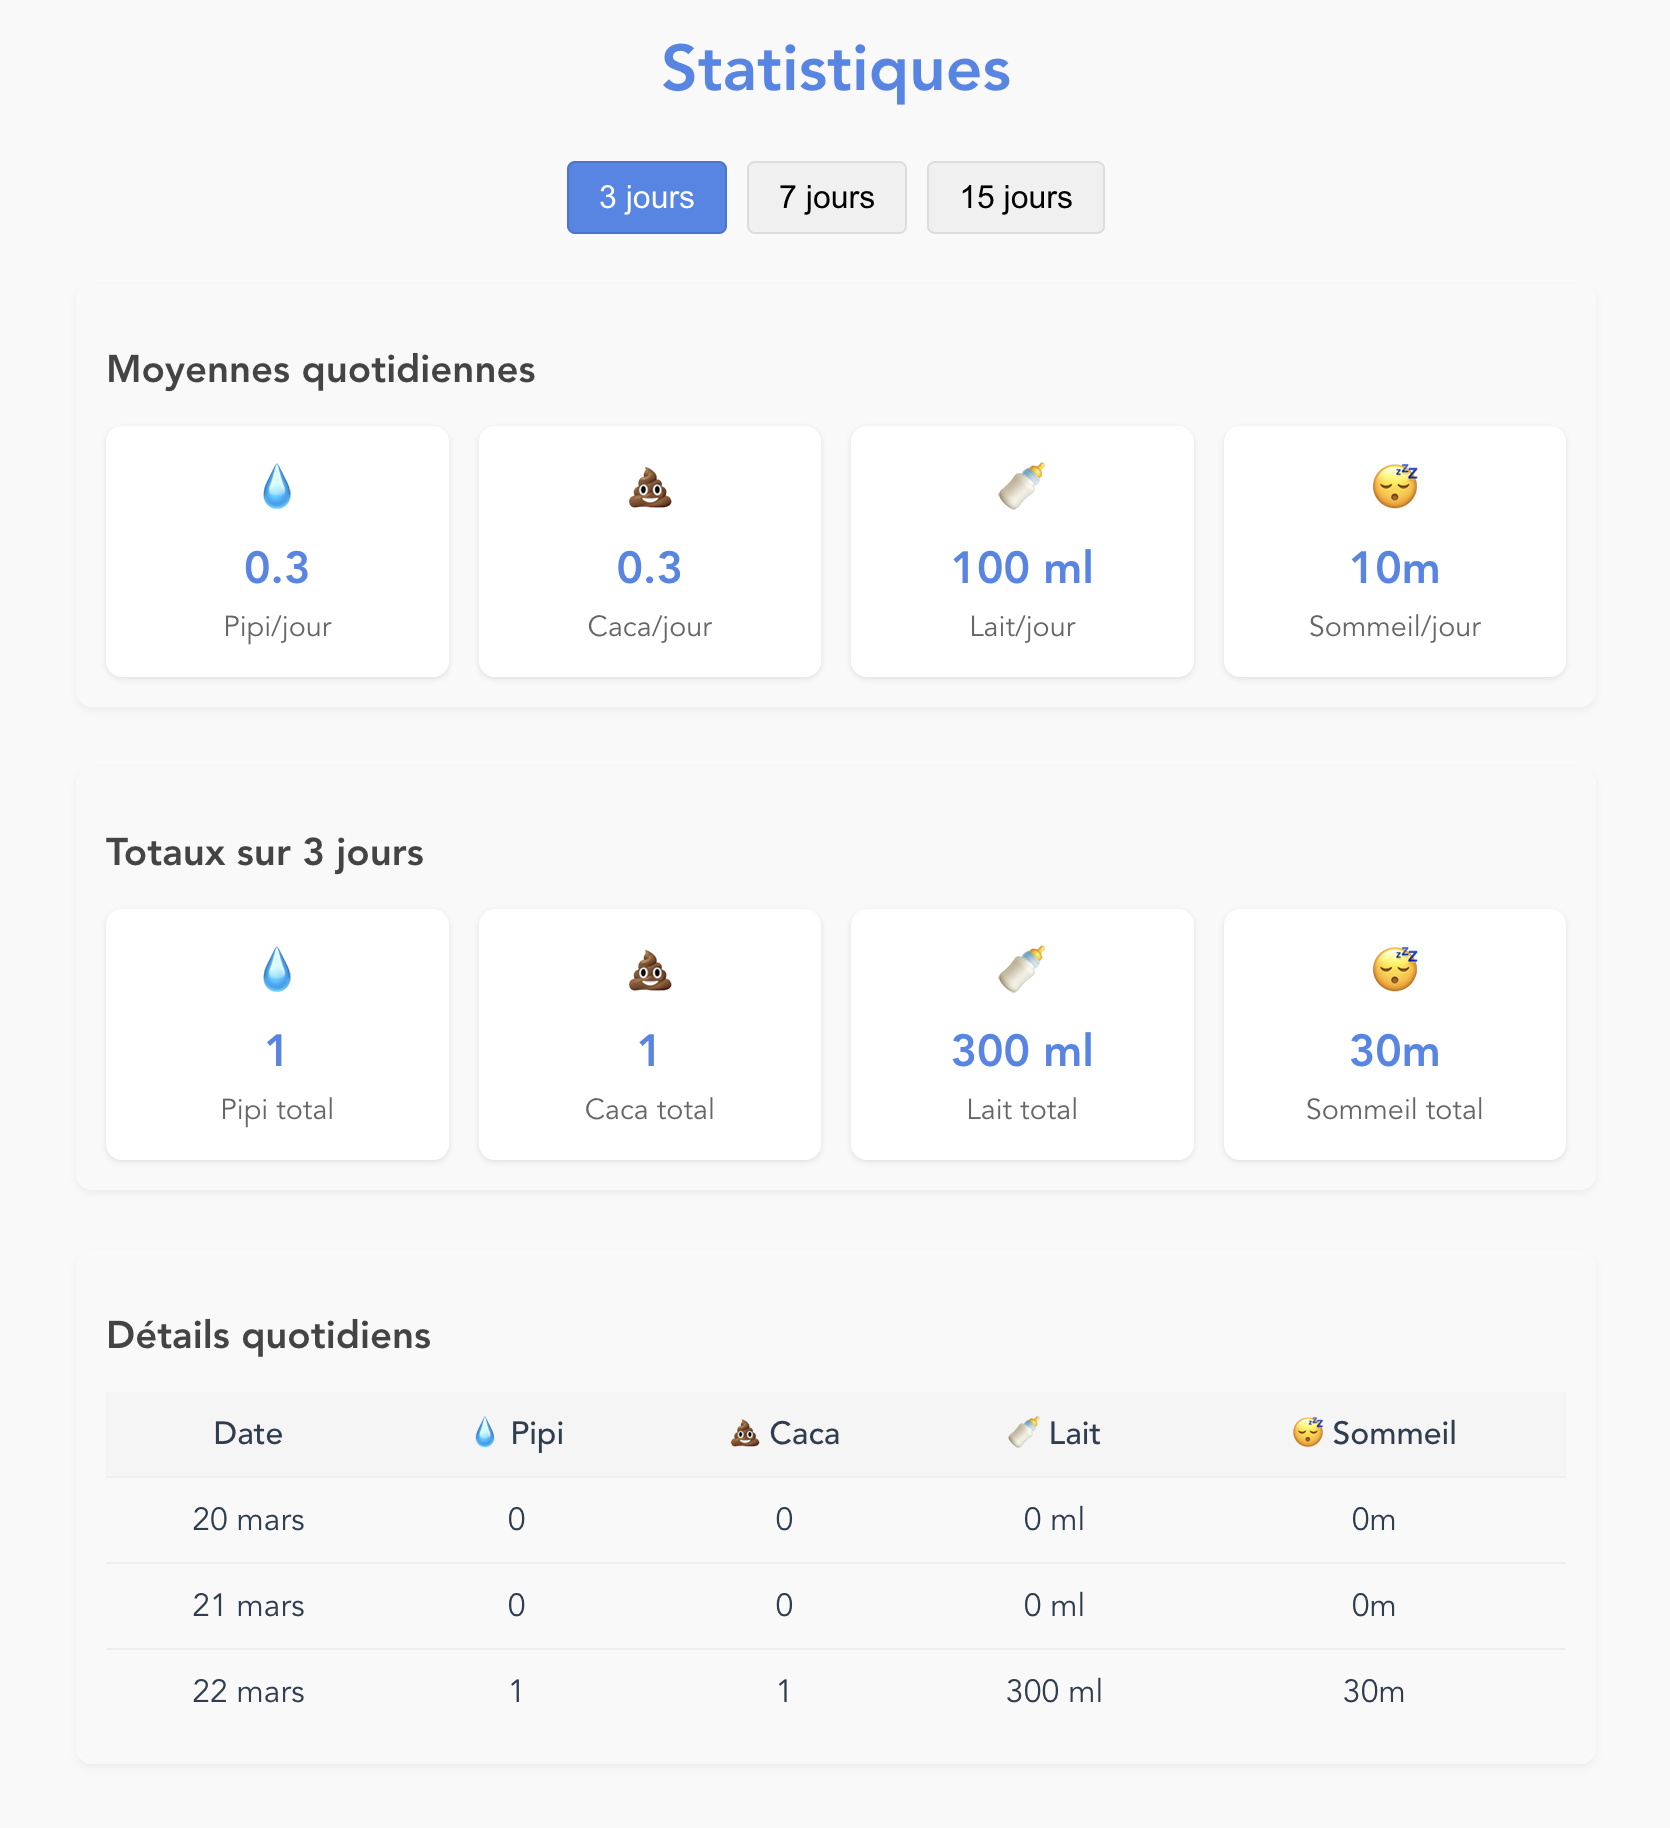 Statistiques
3 jours 7 jours 15 jours
Moyennes quotidiennes
0.3 0.3 100 ml 10m
Pipi/jour Caca/jour Lait/jour Sommeil/jour
Totaux sur 3 jours
1 1 300 ml 30m
Pipi total Caca total Lait total Sommeil total
Détails quotidiens
Date 💧 Pipi 💩 Caca 🍼 Lait 😴 Sommeil
20 mars 0 0 0 ml 0m
21 mars 0 0 0 ml 0m
22 mars 1 1 300 ml 30m